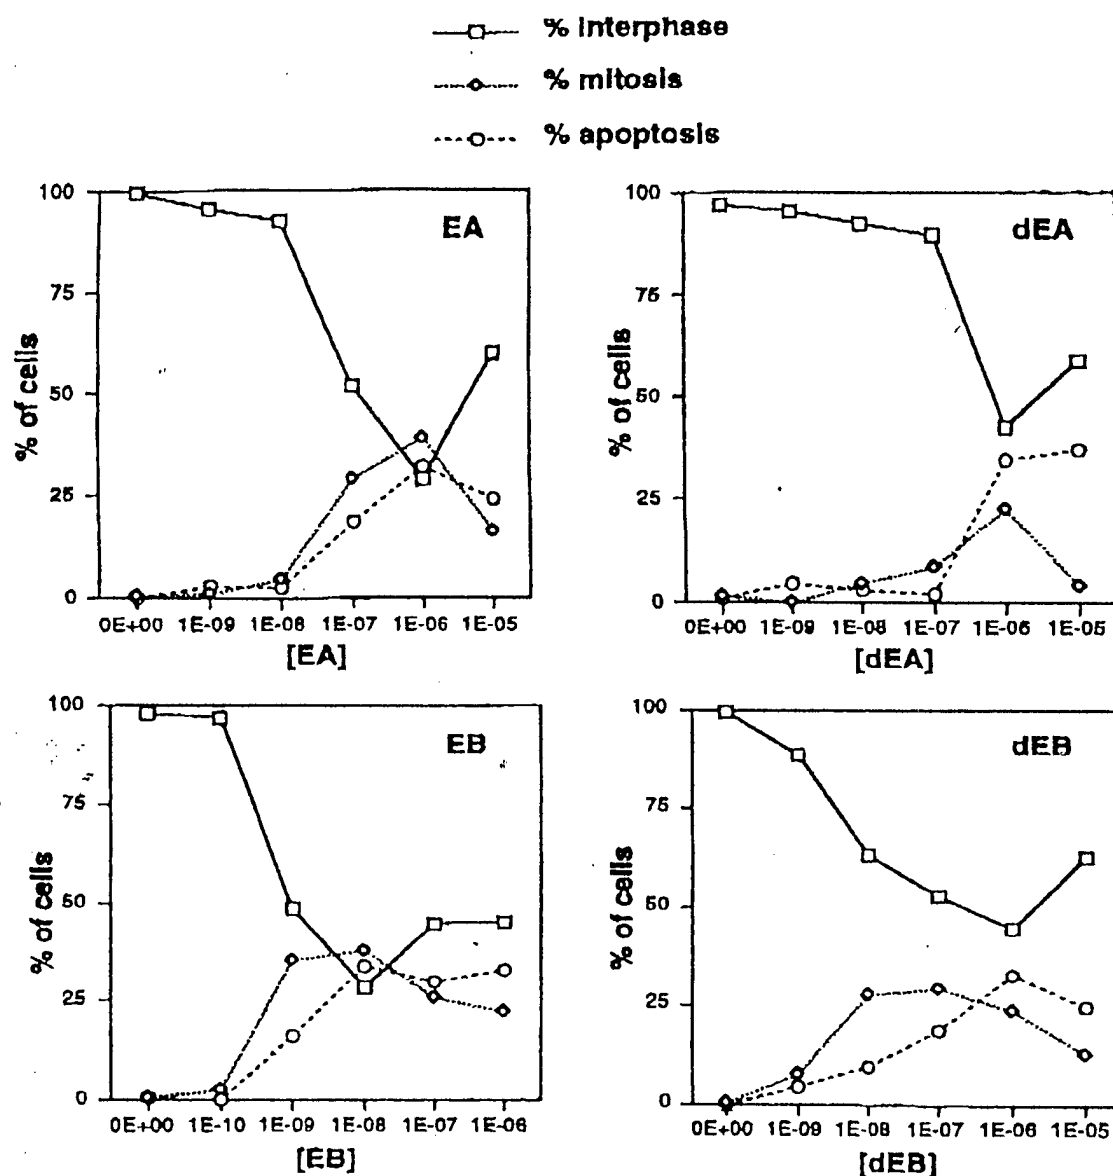 % interphase
% mitosis
% apoptosis
EA
% of cells
100
75
50
25
0
0E+00 1E-09 1E-08 1E-07 1E-06 1E-05
[EA]
dEA
% of cells
100
75
50
25
0
0E+00 1E-09 1E-08 1E-07 1E-06 1E-05
[dEA]
EB
% of cells
100
75
50
25
0
0E+00 1E-10 1E-09 1E-08 1E-07 1E-06
[EB]
dEB
% of cells
100
75
50
25
0
0E+00 1E-09 1E-08 1E-07 1E-06 1E-05
[dEB]